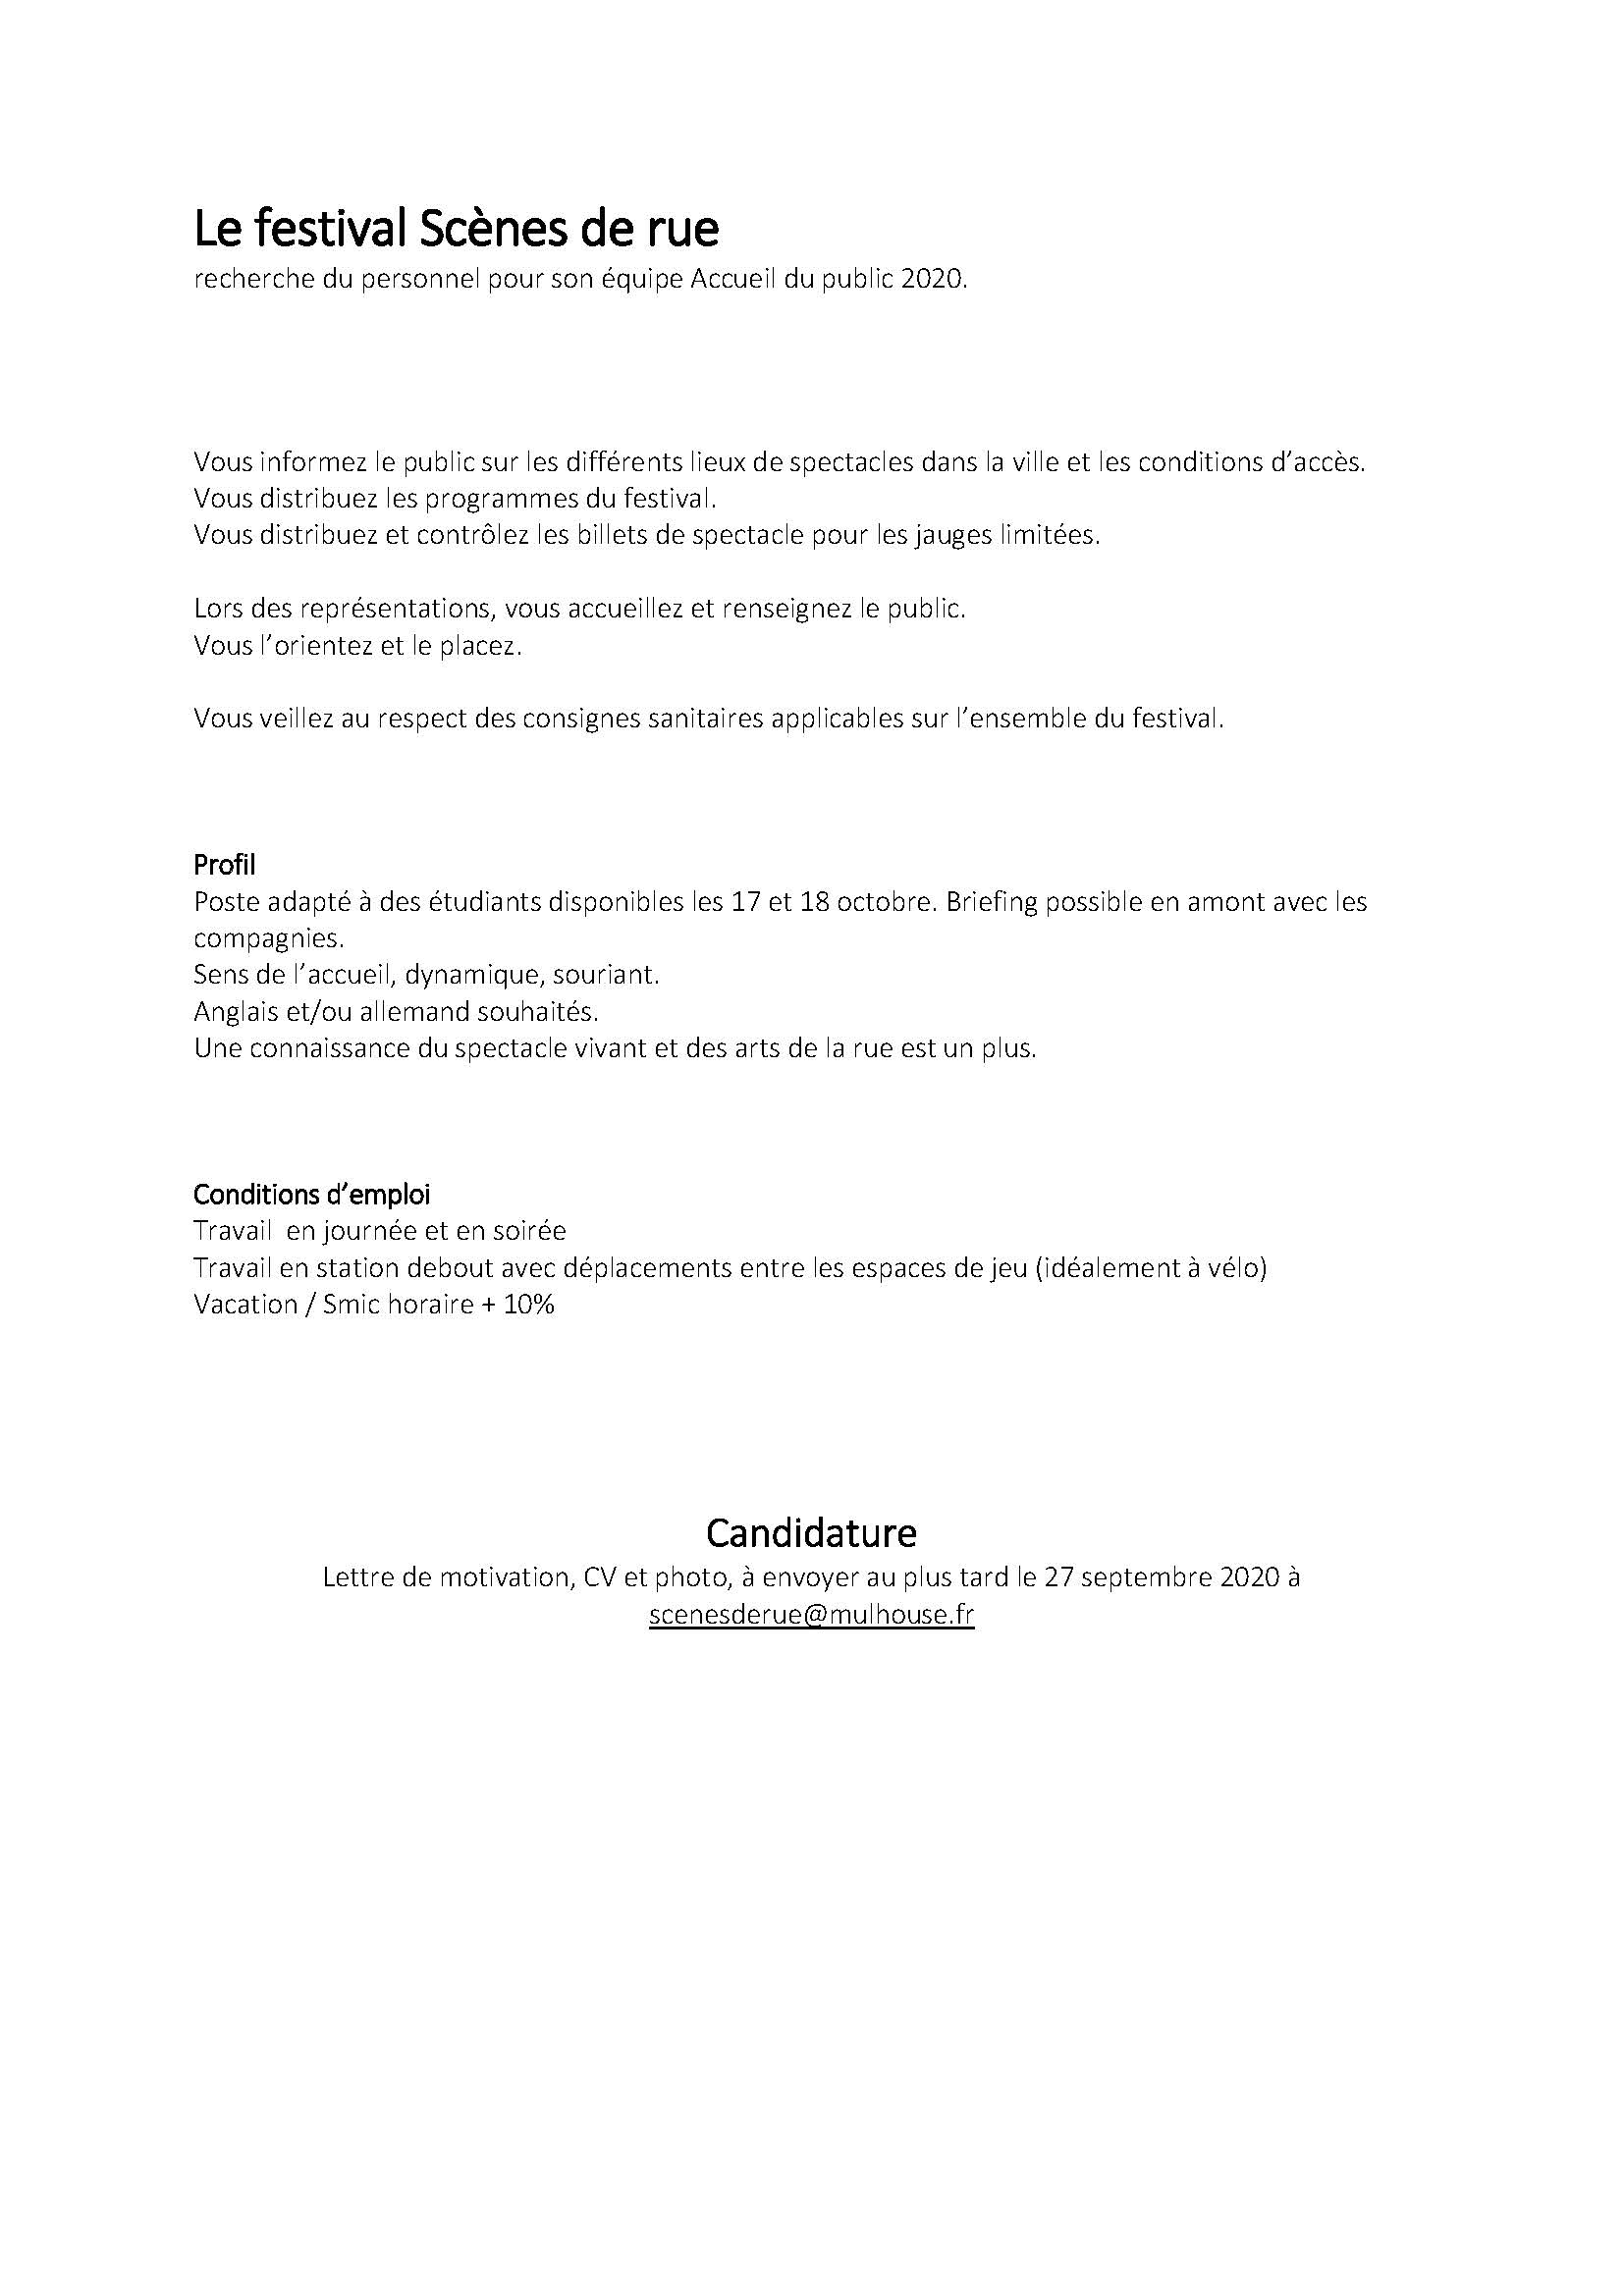 Le festival Scènes de rue
recherche du personnel pour son équipe Accueil du public 2020.
Vous informez le public sur les différents lieux de spectacles dans la ville et les conditions d’accès.
Vous distribuez les programmes du festival.
Vous distribuez et contrôlez les billets de spectacle pour les jauges limitées.
Lors des représentations, vous accueillez et renseignez le public.
Vous l’orientez et le placez.
Vous veillez au respect des consignes sanitaires applicables sur l’ensemble du festival.
Profil
Poste adapté à des étudiants disponibles les 17 et 18 octobre. Briefing possible en amont avec les
compagnies.
Sens de l’accueil, dynamique, souriant.
Anglais et/ou allemand souhaités.
Une connaissance du spectacle vivant et des arts de la rue est un plus.
Conditions d’emploi
Travail  en journée et en soirée
Travail en station debout avec déplacements entre les espaces de jeu (idéalement à vélo)
Vacation / Smic horaire + 10%
Candidature
Lettre de motivation, CV et photo, à envoyer au plus tard le 27 septembre 2020 à
scenesderue@mulhouse.fr